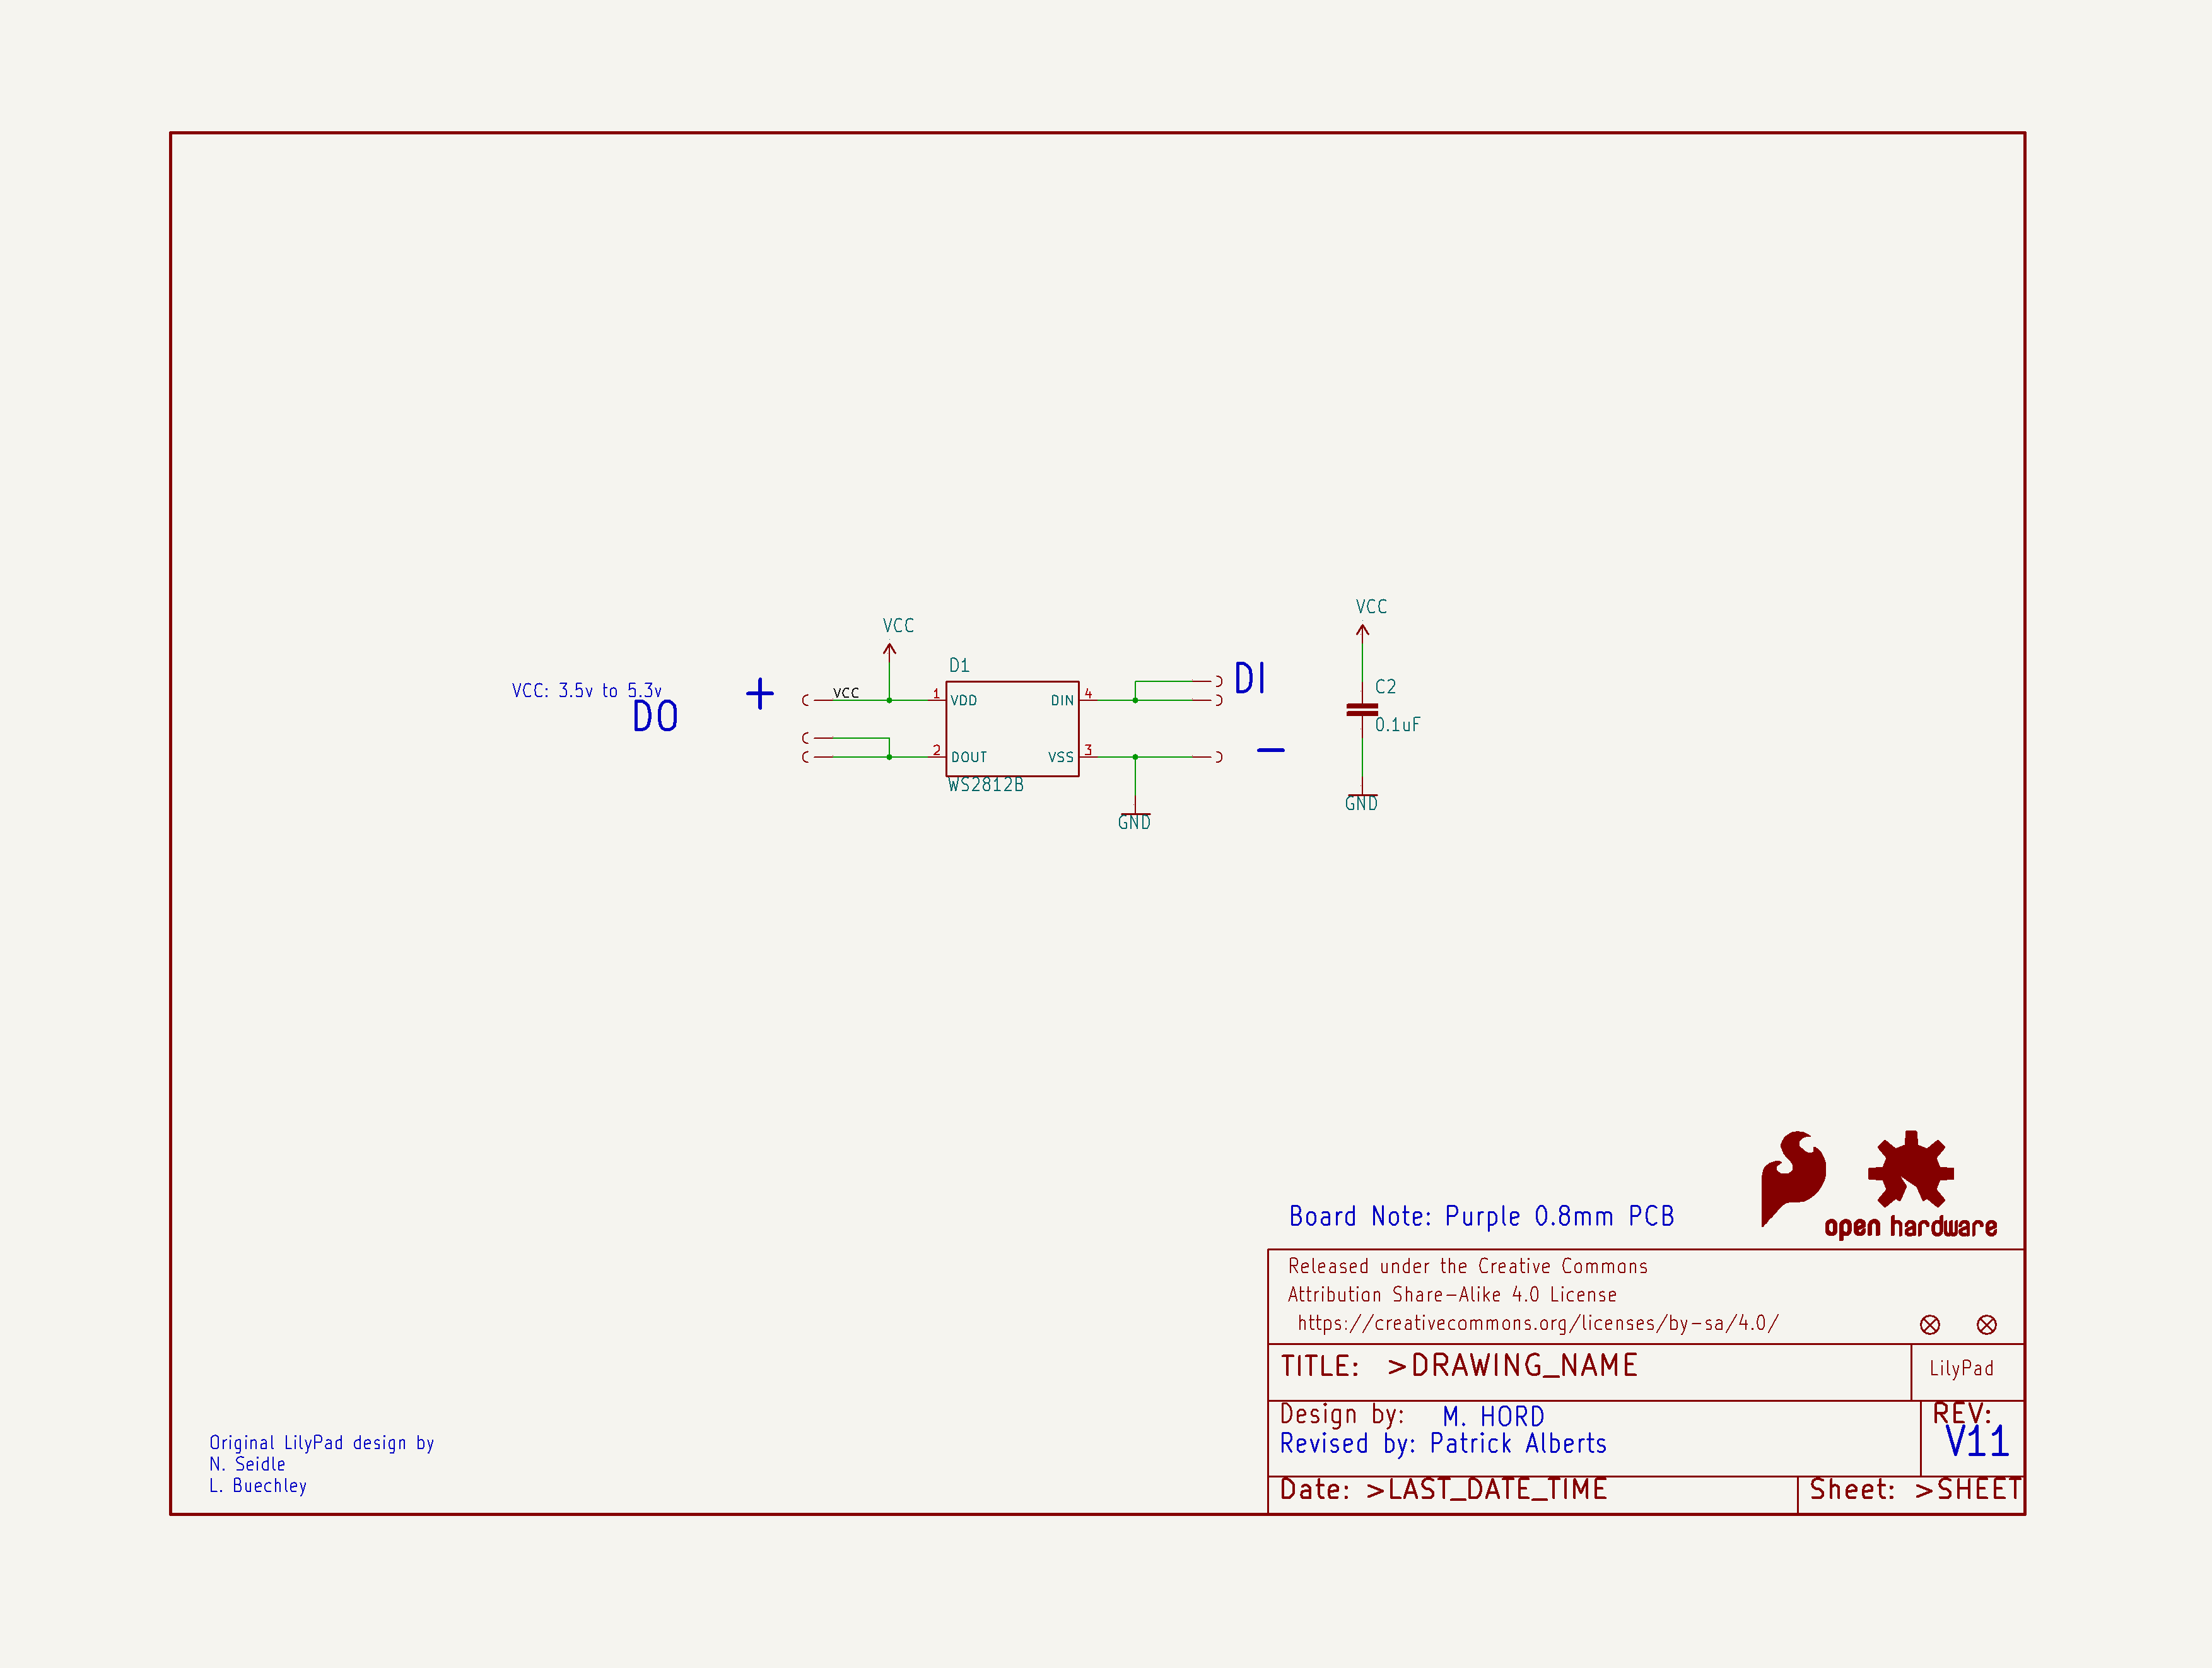 VCC
VCC
D1
VCC: 3.5v to 5.3v
DO
+
VCC
1
VDD
DIN
4
DI
C2
0.1uF
2
DOUT
VSS
3
−
WS2812B
GND
GND
Board Note: Purple 0.8mm PCB
open hardware
Released under the Creative Commons
Attribution Share-Alike 4.0 License
https://creativecommons.org/licenses/by-sa/4.0/
TITLE: >DRAWING_NAME
LilyPad
Design by: M. HORD
REV:
Revised by: Patrick Alberts
V11
Date: >LAST_DATE_TIME
Sheet: >SHEET
Original LilyPad design by
N. Seidle
L. Buechley